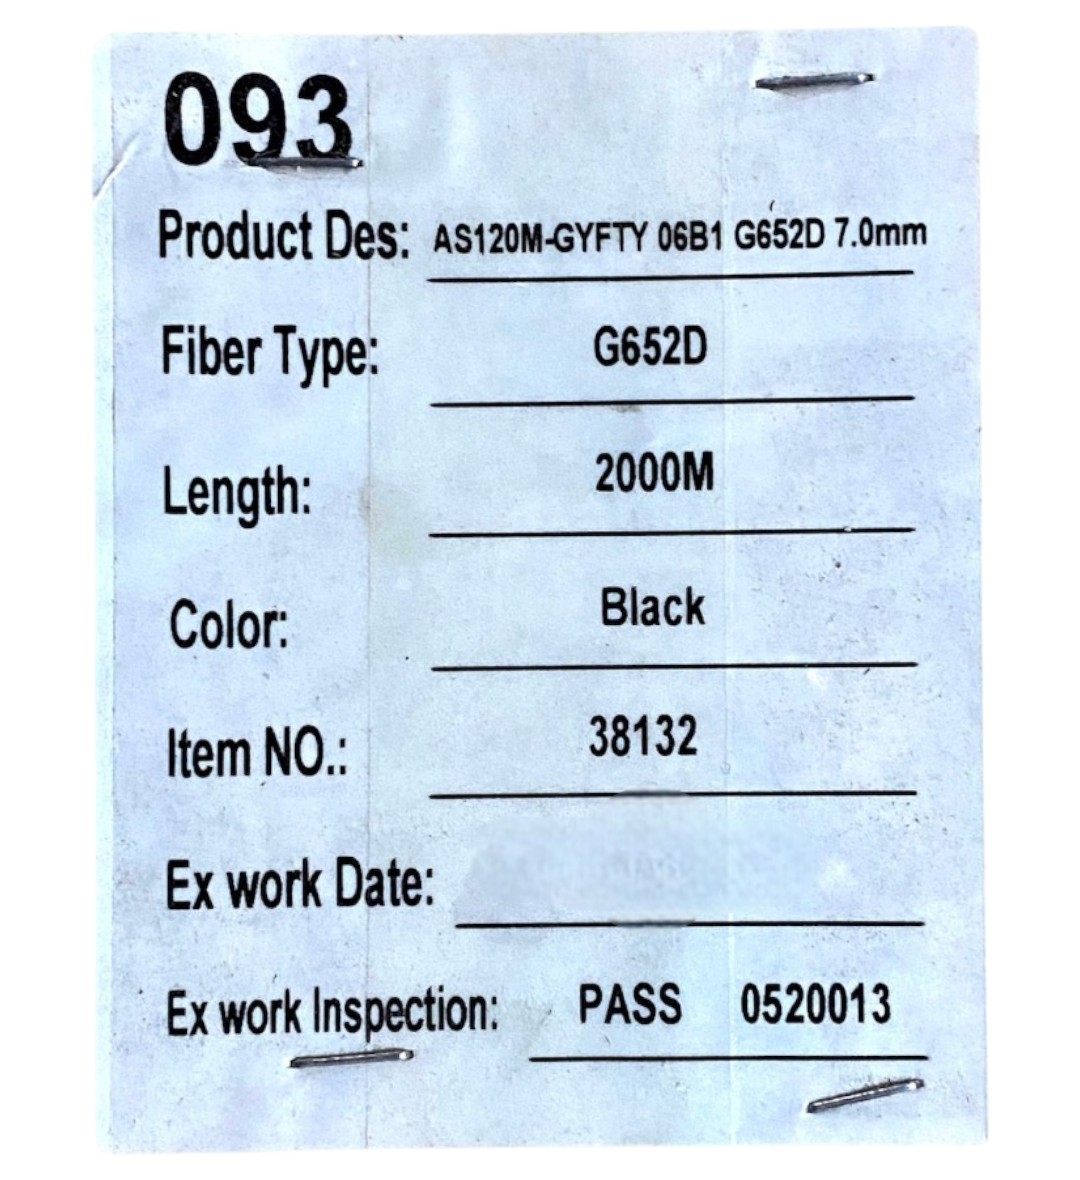 093
Product Des: AS120M-GYFTY 06B1 G652D 7.0mm
Fiber Type: G652D
Length: 2000M
Color: Black
Item NO.: 38132
Ex work Date:
Ex work Inspection: PASS 0520013